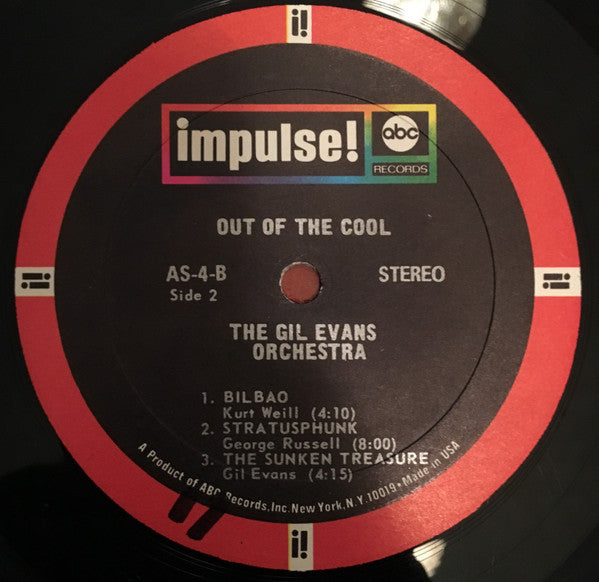 impulse!
abc
RECORDS
OUT OF THE COOL
AS-4-B
STEREO
Side 2
THE GIL EVANS
ORCHESTRA
1. BILBAO
Kurt Weill (4:10)
2. STRATUSPHUNK
George Russell (8:00)
3. THE SUNKEN TREASURE
Gil Evans (4:15)
A Product of ABC Records, Inc. New York, N.Y. 10019 • Made in USA
i!
i!
i!
i!